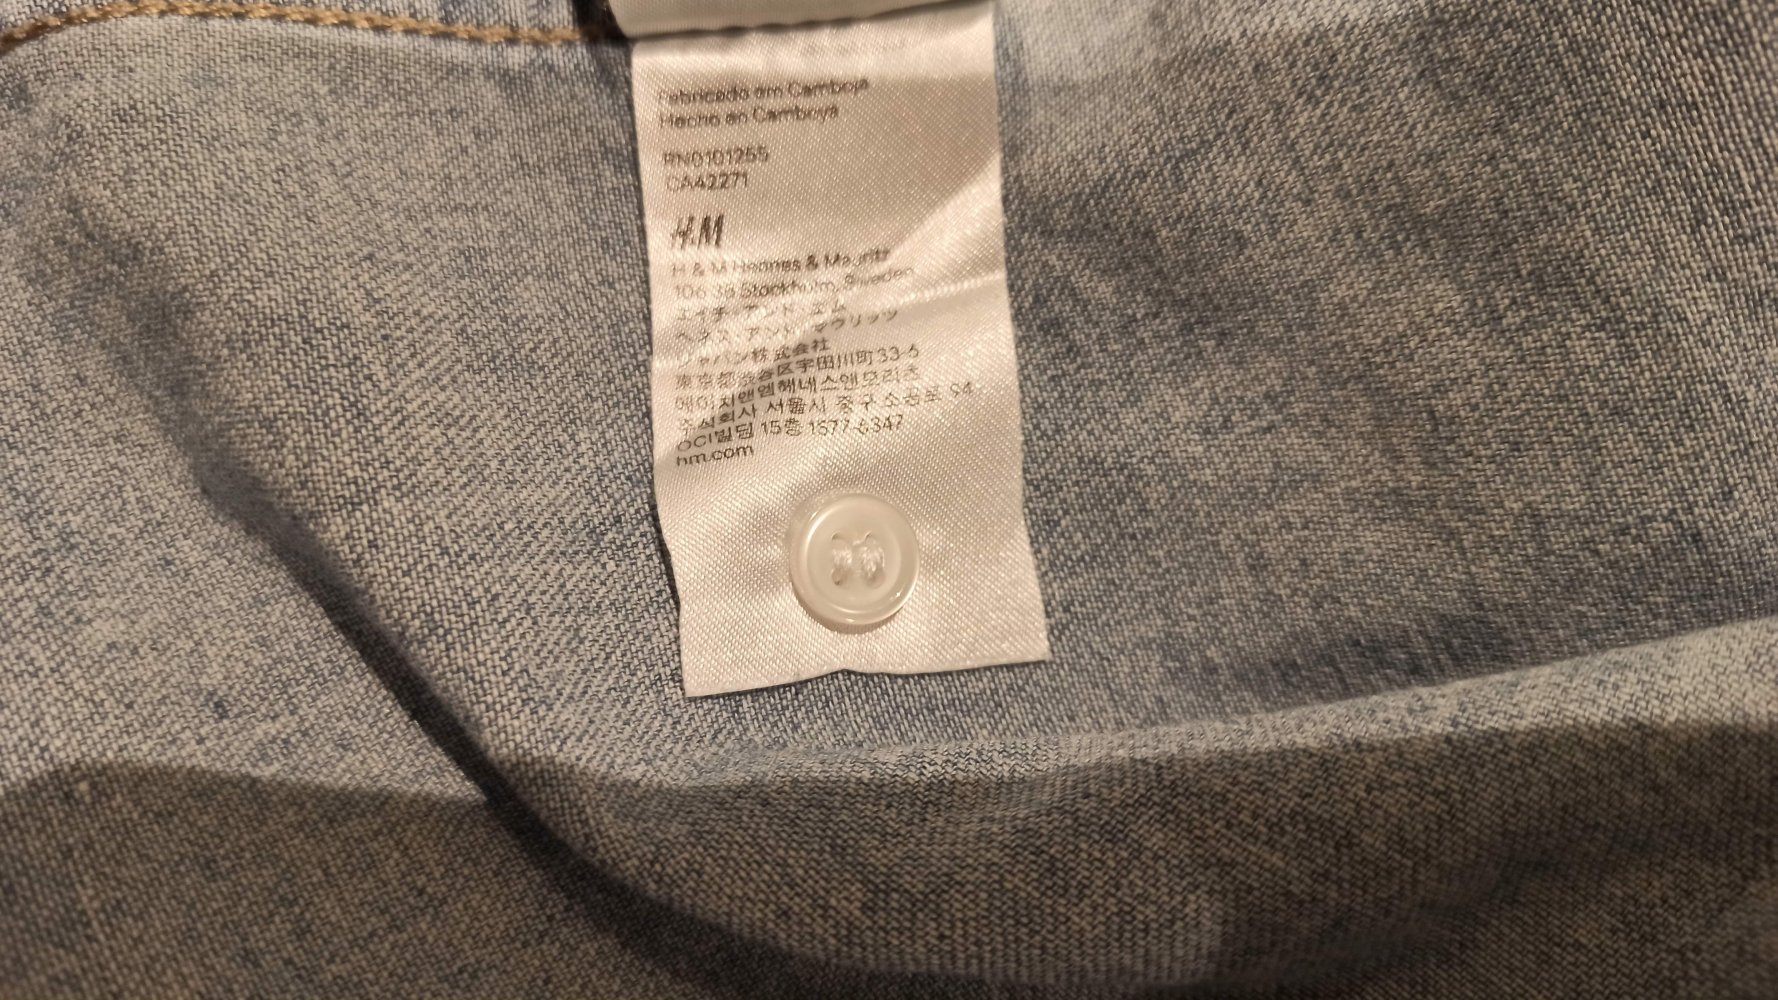 Fabricado em Camboja
Hecho en Camboya
RN0101255
CA42271
H&M
H & M Hennes & Mauritz
106 38 Stockholm, Sweden
エイチ・アンド・エム
ヘネス・アンド・マウリッツ
ジャパン株式会社
東京都渋谷区宇田川町33-6
에이치앤엠헤네스앤모리츠
주식회사 서울시 중구 소공로 94
OCI빌딩 15층 1577-6347
hm.com